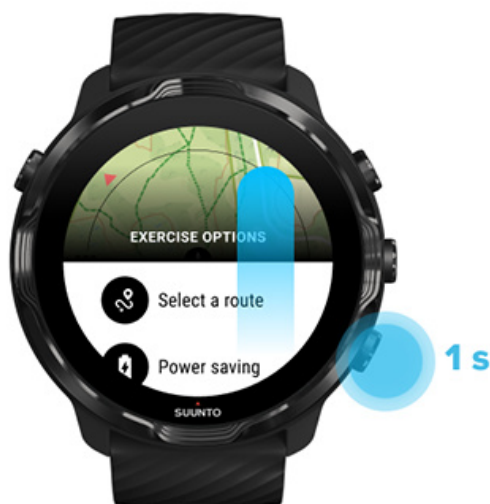 EXERCISE OPTIONS
Select a route
Power saving
SUUNTO
1 s